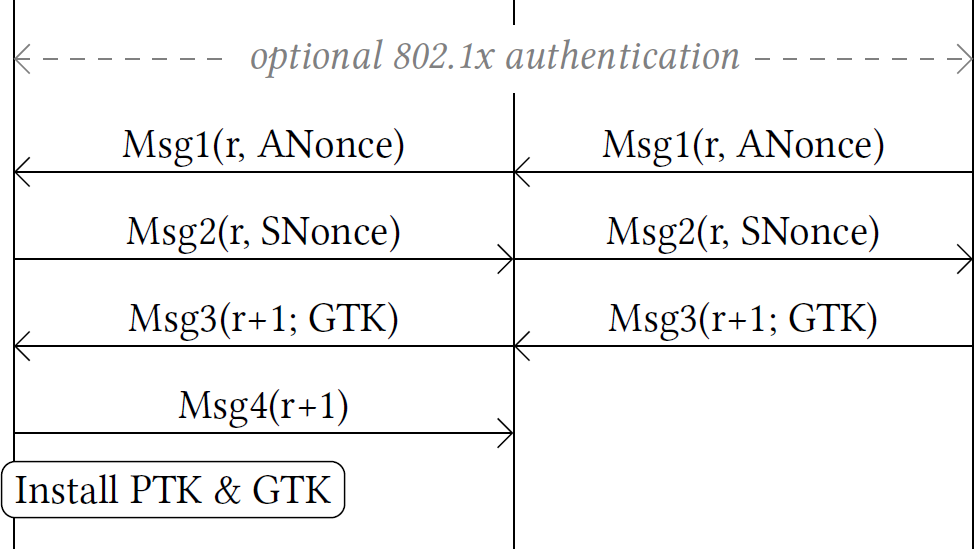 optional 802.1x authentication
Msg1(r, ANonce) Msg1(r, ANonce)
Msg2(r, SNonce) Msg2(r, SNonce)
Msg3(r+1; GTK) Msg3(r+1; GTK)
Msg4(r+1)
Install PTK & GTK